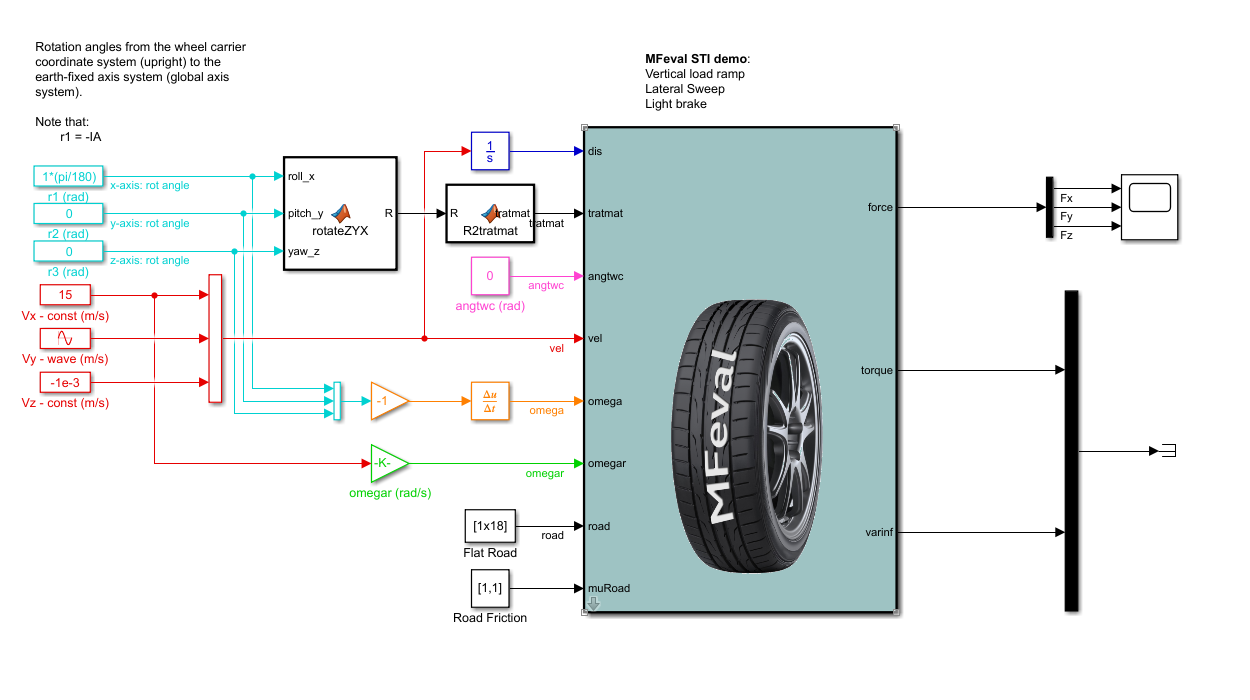 Rotation angles from the wheel carrier
coordinate system (upright) to the
earth-fixed axis system (global axis
system).
Note that:
r1 = -IA
MFeval STI demo:
Vertical load ramp
Lateral Sweep
Light brake
1*(pi/180)
r1 (rad)
x-axis: rot angle
0
r2 (rad)
y-axis: rot angle
0
r3 (rad)
z-axis: rot angle
15
Vx - const (m/s)
Vy - wave (m/s)
-1e-3
Vz - const (m/s)
roll_x
pitch_y
yaw_z
R
rotateZYX
1
s
R
tratmat
R2tratmat
tratmat
0
angtwc
angtwc (rad)
vel
-1
Δu
Δt
omega
-K-
omegar
omegar (rad/s)
[1x18]
road
Flat Road
[1,1]
Road Friction
dis
tratmat
angtwc
vel
omega
omegar
road
muRoad
MFeval
force
torque
varinf
Fx
Fy
Fz